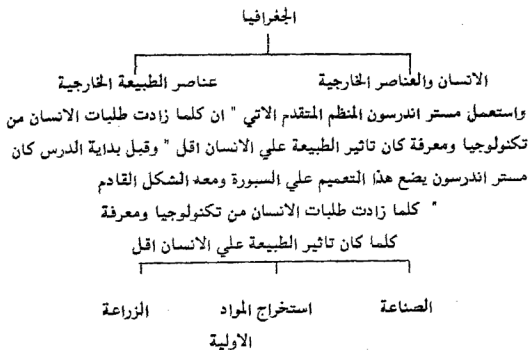 الجغرافيا
الانسان والعناصر الخارجية عناصر الطبيعة الخارجية
واستعمل مستر اندرسون المنظم المتقدم الاتي " ان كلما زادت طلبات الانسان من
تكنولوجيا ومعرفة كان تاثير الطبيعة علي الانسان اقل " وقبل بداية الدرس كان
مستر اندرسون يضع هذا التعميم علي السبورة ومعه الشكل القادم
" كلما زادت طلبات الانسان من تكنولوجيا ومعرفة
كلما كان تاثير الطبيعة علي الانسان اقل
الصناعة استخراج المواد الزراعة
الاولية